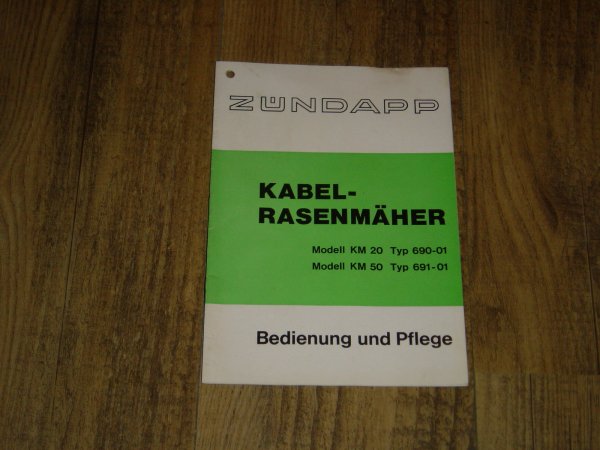 ZÜNDAPP
KABEL-
RASENMÄHER
Modell KM 20 Typ 690-01
Modell KM 50 Typ 691-01
Bedienung und Pflege